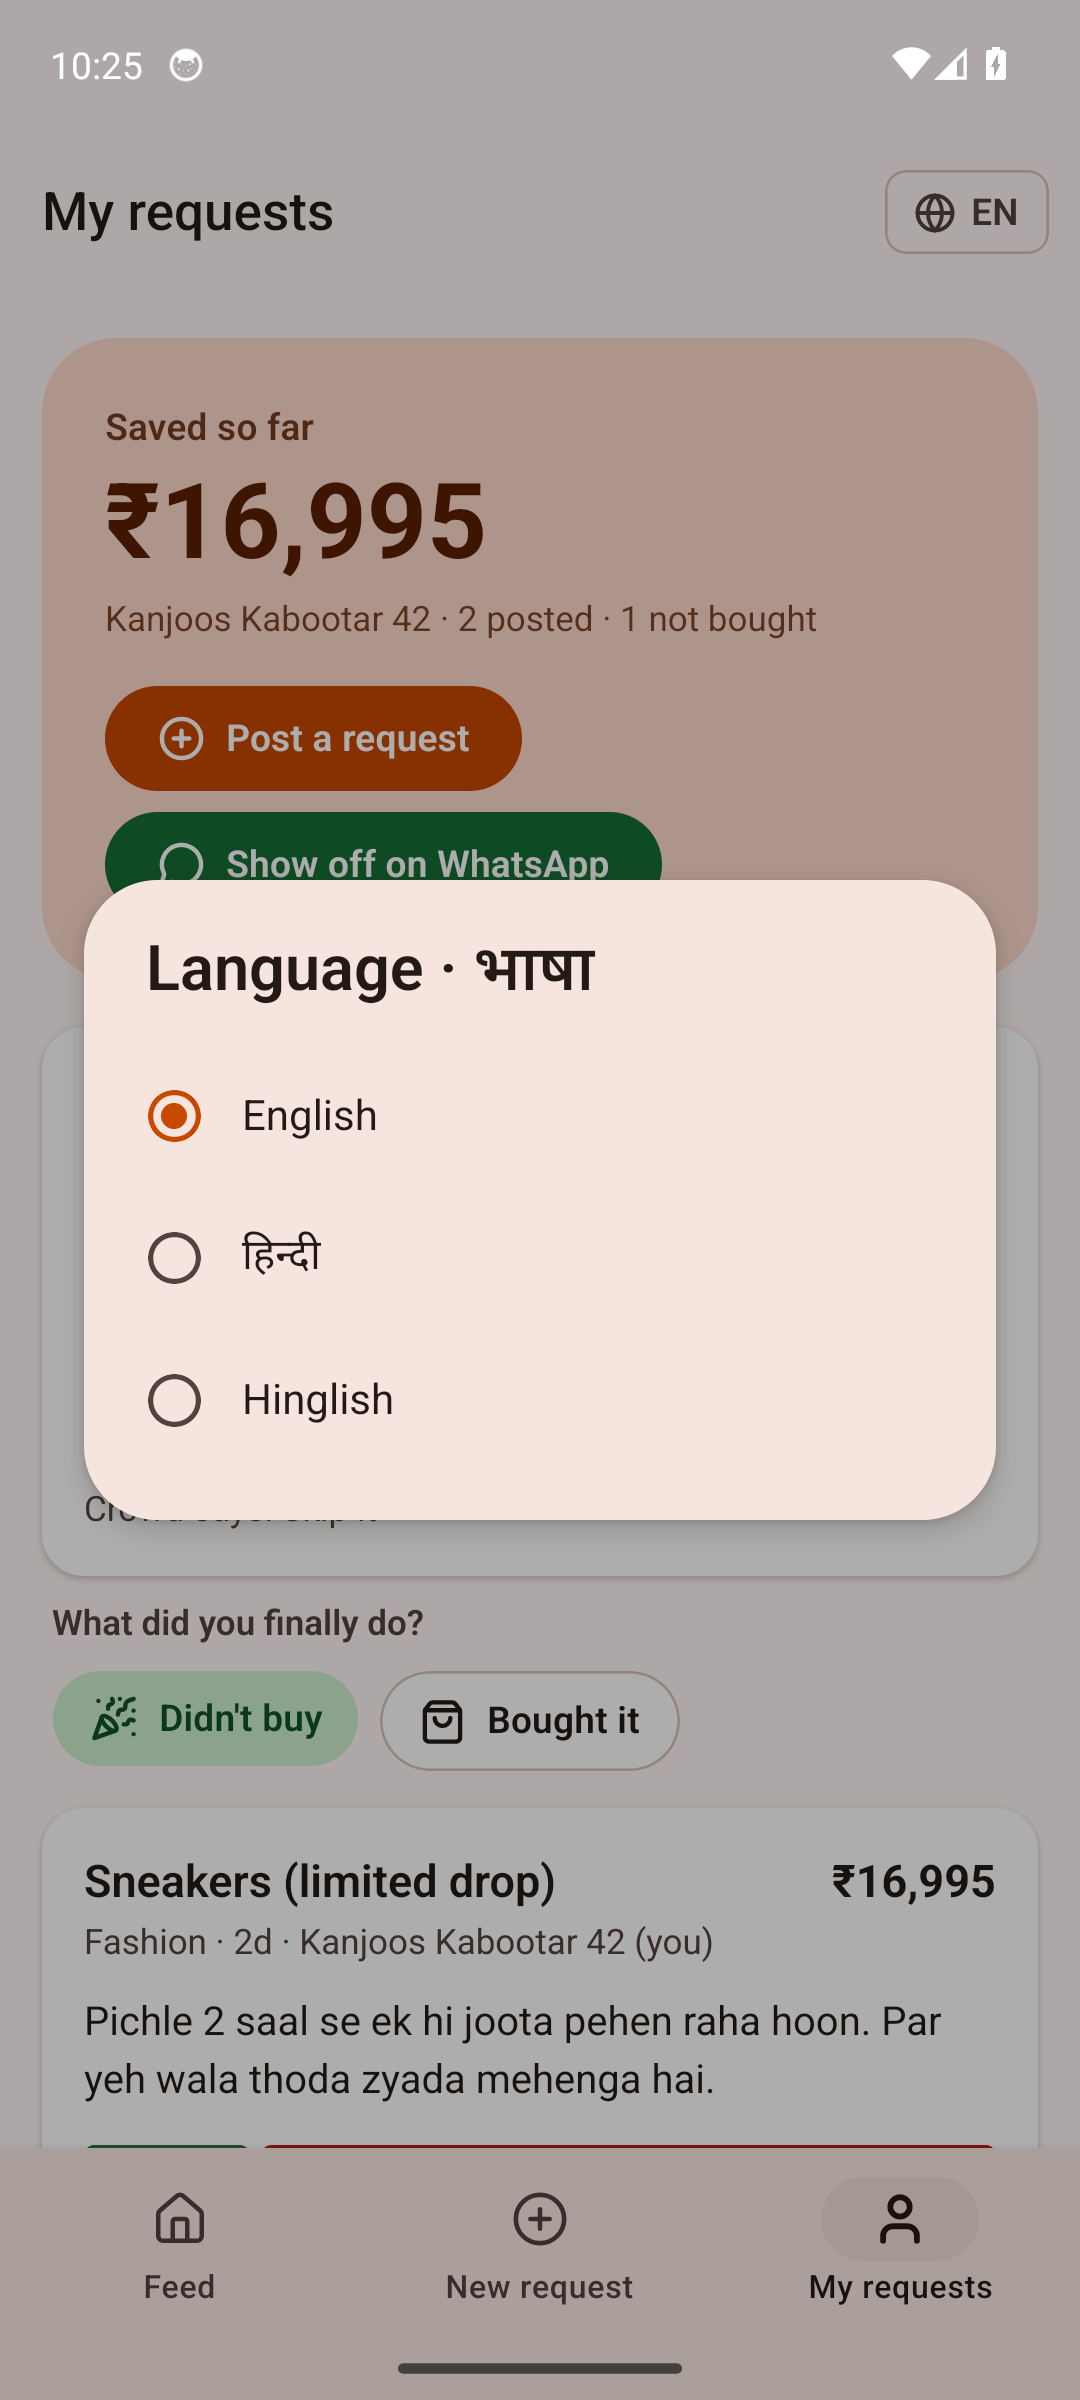 10:25
My requests
EN
Saved so far
₹16,995
Kanjoos Kabootar 42 · 2 posted · 1 not bought
Post a request
Show off on WhatsApp
Language · भाषा
English
हिन्दी
Hinglish
What did you finally do?
Didn't buy
Bought it
Sneakers (limited drop) ₹16,995
Fashion · 2d · Kanjoos Kabootar 42 (you)
Pichle 2 saal se ek hi joota pehen raha hoon. Par
yeh wala thoda zyada mehenga hai.
Feed
New request
My requests